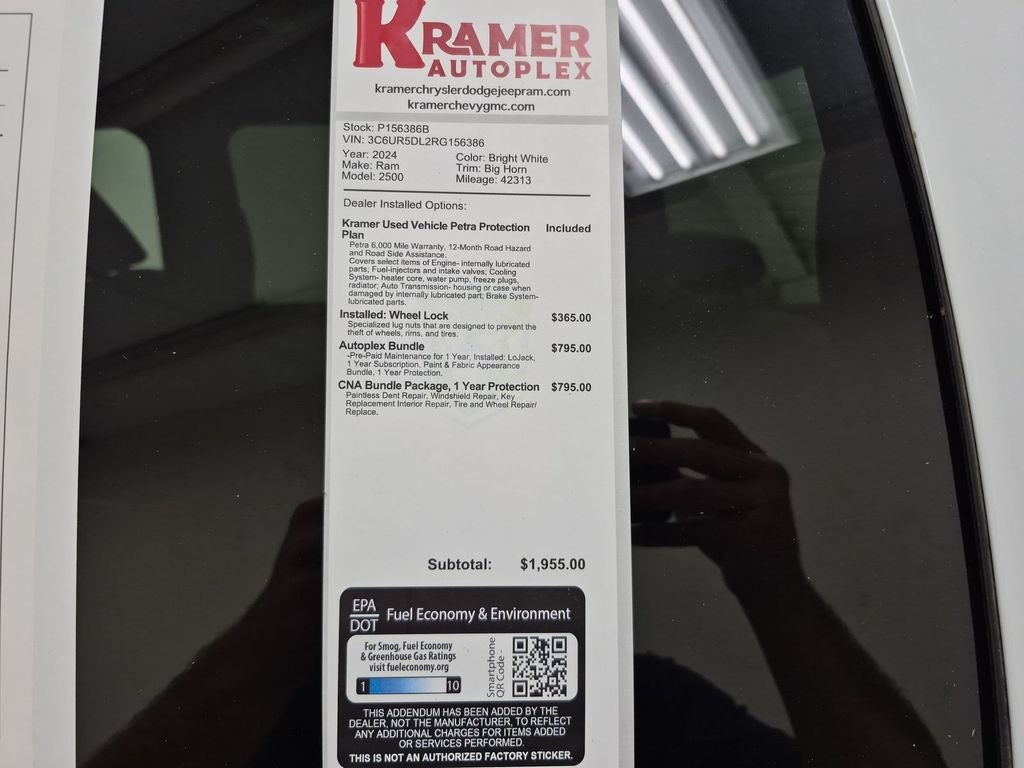 KRAMER
AUTOPLEX
kramerchryslerdodgejeepram.com
kramerchevygmc.com
Stock: P156386B
VIN: 3C6UR5DL2RG156386
Year: 2024
Make: Ram
Model: 2500
Color: Bright White
Trim: Big Horn
Mileage: 42313
Dealer Installed Options:
Kramer Used Vehicle Petra Protection Included
Plan
Petra 6,000 Mile Warranty, 12-Month Road Hazard
and Road Side Assistance.
Covers select items of Engine- internally lubricated
parts; Fuel-injectors and intake valves; Cooling
System- heater core, water pump, freeze plugs,
radiator; Auto Transmission- housing or case when
damaged by internally lubricated part; Brake System-
lubricated parts.
Installed: Wheel Lock $365.00
Specialized lug nuts that are designed to prevent the
theft of wheels, rims, and tires.
Autoplex Bundle $795.00
-Pre-Paid Maintenance for 1 Year, Installed: LoJack,
1 Year Subscription, Paint & Fabric Appearance
Bundle, 1 Year Protection.
CNA Bundle Package, 1 Year Protection $795.00
Paintless Dent Repair, Windshield Repair, Key
Replacement Interior Repair, Tire and Wheel Repair/
Replace.
Subtotal: $1,955.00
EPA
DOT
Fuel Economy & Environment
For Smog, Fuel Economy
& Greenhouse Gas Ratings
visit fueleconomy.org
1 10
Smartphone
QR Code -
THIS ADDENDUM HAS BEEN ADDED BY THE
DEALER, NOT THE MANUFACTURER, TO REFLECT
ANY ADDITIONAL CHARGES FOR ITEMS ADDED
OR SERVICES PERFORMED.
THIS IS NOT AN AUTHORIZED FACTORY STICKER.